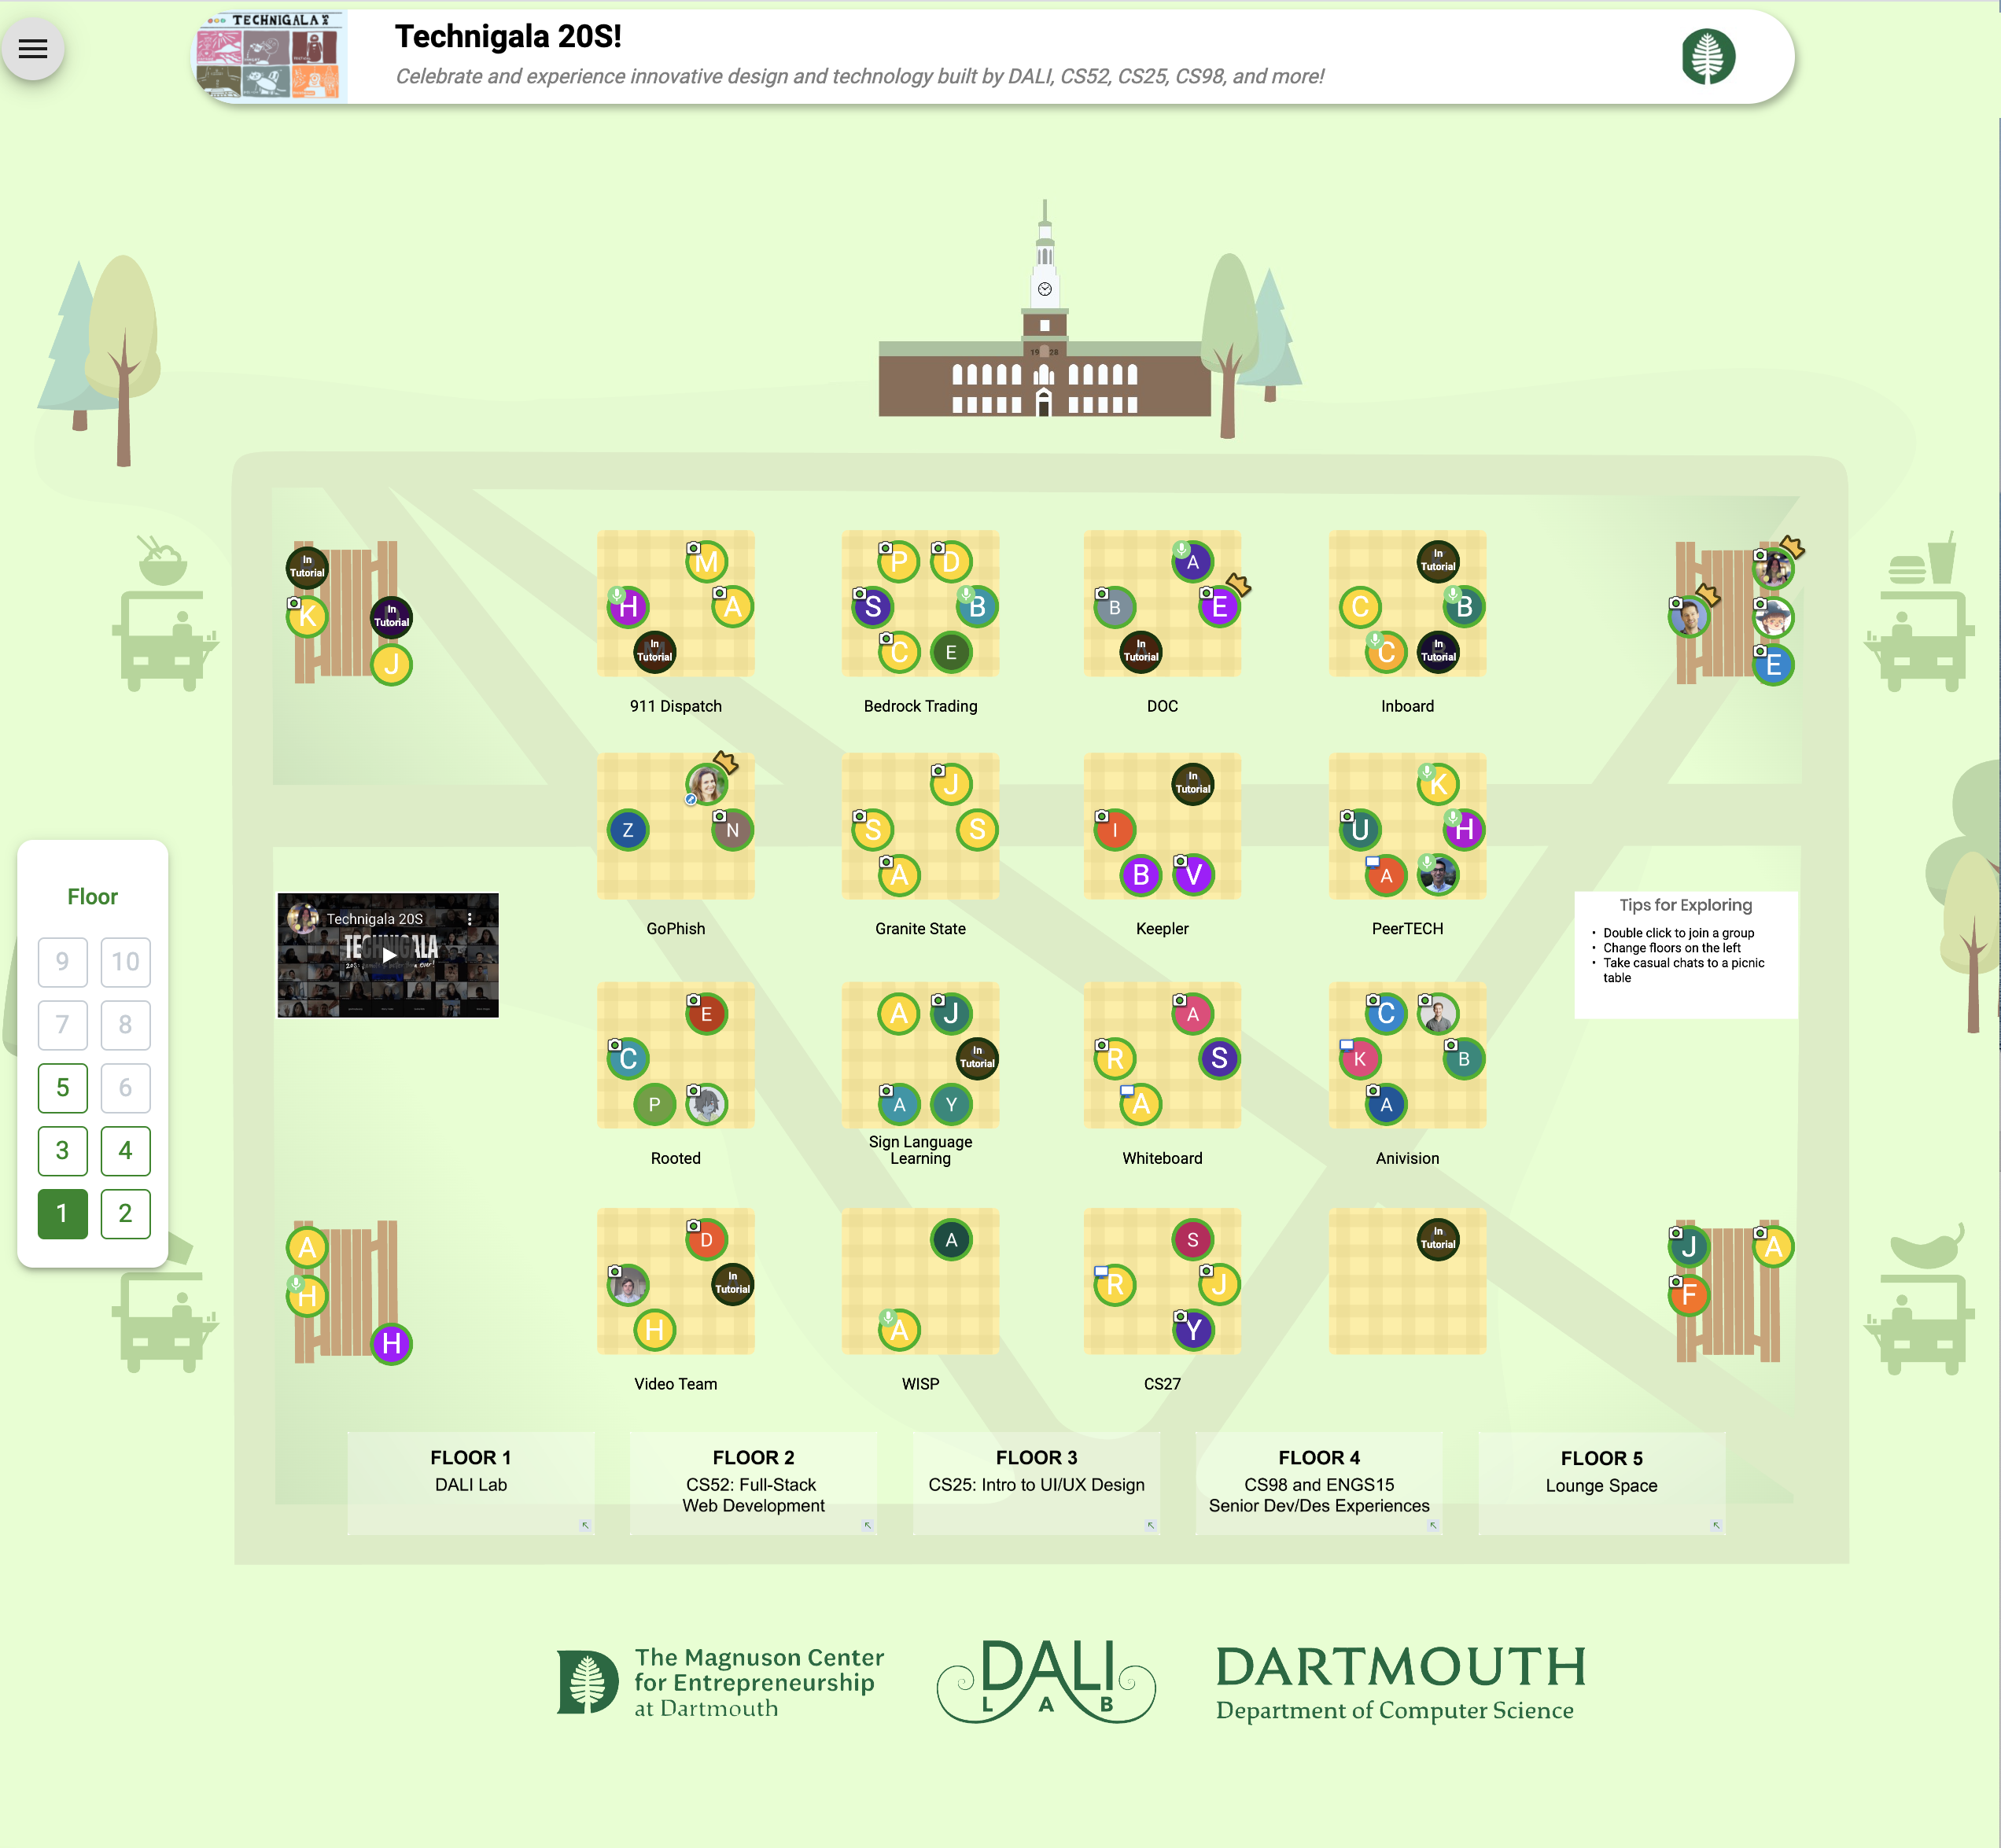 TECHNIGALA
Technigala 20S!
Celebrate and experience innovative design and technology built by DALI, CS52, CS25, CS98, and more!
19 28
In
Tutorial
K
In
Tutorial
J
M
H
A
In
Tutorial
911 Dispatch
P D
S B
C E
Bedrock Trading
A
B E
In
Tutorial
DOC
In
Tutorial
C B
C
In
Tutorial
Inboard
E
Z N
GoPhish
J
S S
A
Granite State
In
Tutorial
I
B V
Keepler
K
U H
A
PeerTECH
Floor
9 10
7 8
5 6
3 4
1 2
Technigala 20S
TECHNIGALA
Tips for Exploring
• Double click to join a group
• Change floors on the left
• Take casual chats to a picnic
table
E
C
P
Rooted
A J
In
Tutorial
A Y
Sign Language
Learning
A
R S
A
Whiteboard
C
K B
A
Anivision
A
H
H
D
In
Tutorial
H
Video Team
A
A
WISP
S
R J
Y
CS27
In
Tutorial
J A
F
FLOOR 1
DALI Lab
FLOOR 2
CS52: Full-Stack
Web Development
FLOOR 3
CS25: Intro to UI/UX Design
FLOOR 4
CS98 and ENGS15
Senior Dev/Des Experiences
FLOOR 5
Lounge Space
D
The Magnuson Center
for Entrepreneurship
at Dartmouth
DALI
LAB
DARTMOUTH
Department of Computer Science